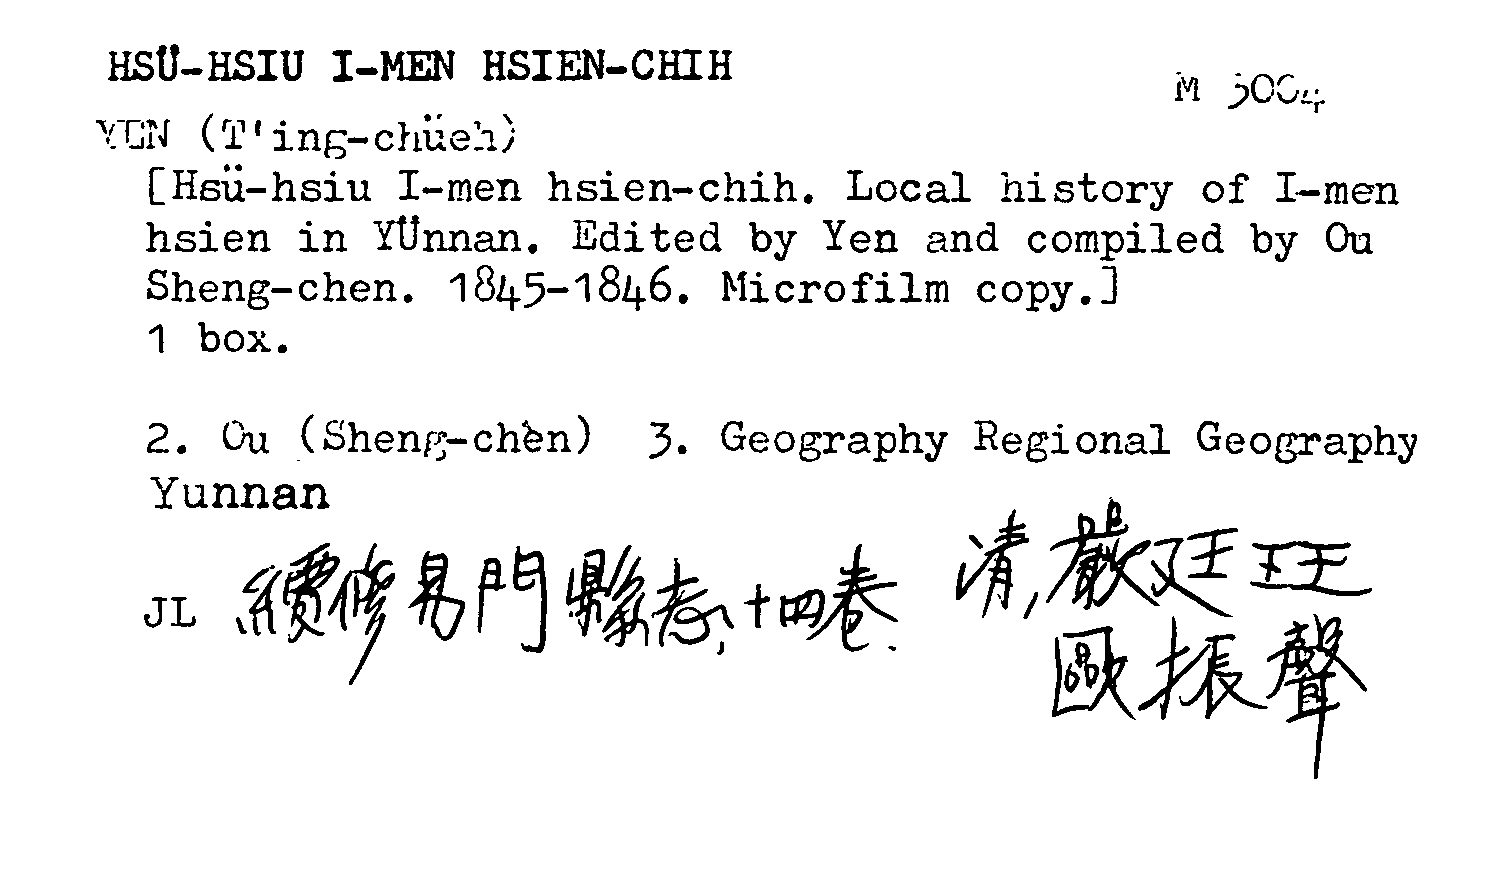 HSÜ-HSIU I-MEN HSIEN-CHIH
M 5004
YEN (T'ing-chüeh)
[Hsü-hsiu I-men hsien-chih. Local history of I-men
hsien in YÜnnan. Edited by Yen and compiled by Ou
Sheng-chen. 1845-1846. Microfilm copy.]
1 box.
2. Ou (Sheng-chèn) 3. Geography Regional Geography
Yunnan
JL 續修易門縣志,十四卷. 清,嚴廷珏
歐振聲